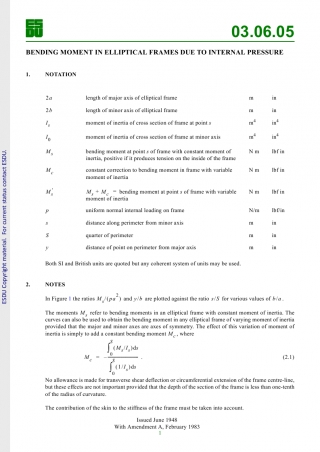 ESDU
03.06.05
BENDING MOMENT IN ELLIPTICAL FRAMES DUE TO INTERNAL PRESSURE
1. NOTATION
2a length of major axis of elliptical frame m in
2b length of minor axis of elliptical frame m in
I_s moment of inertia of cross section of frame at point s m^4 in^4
I_0 moment of inertia of cross section of frame at minor axis m^4 in^4
M_s bending moment at point s of frame with constant moment of
inertia, positive if it produces tension on the inside of the frame N m lbf in
M_c constant correction to bending moment in frame with variable
moment of inertia N m lbf in
M_s' M_s + M_c = bending moment at point s of frame with variable
moment of inertia N m lbf in
p uniform normal internal loading on frame N/m lbf/in
s distance along perimeter from minor axis m in
S quarter of perimeter m in
y distance of point on perimeter from major axis m in
Both SI and British units are quoted but any coherent system of units may be used.
2. NOTES
In Figure 1 the ratios M_s/(pa^2) and y/b are plotted against the ratio s/S for various values of b/a.
The moments M_s refer to bending moments in an elliptical frame with constant moment of inertia. The
curves can also be used to obtain the bending moment in any elliptical frame of varying moment of inertia
provided that the major and minor axes are axes of symmetry. The effect of this variation of moment of
inertia is simply to add a constant bending moment M_c, where
M_c = - ∫_0^S (M_s/I_s)ds / ∫_0^S (1/I_s)ds . (2.1)
No allowance is made for transverse shear deflection or circumferential extension of the frame centre-line,
but these effects are not important provided that the depth of the section of the frame is less than one-tenth
of the radius of curvature.
The contribution of the skin to the stiffness of the frame must be taken into account.
Issued June 1948
With Amendment A, February 1983
1
ESDU Copyright material. For current status contact ESDU.